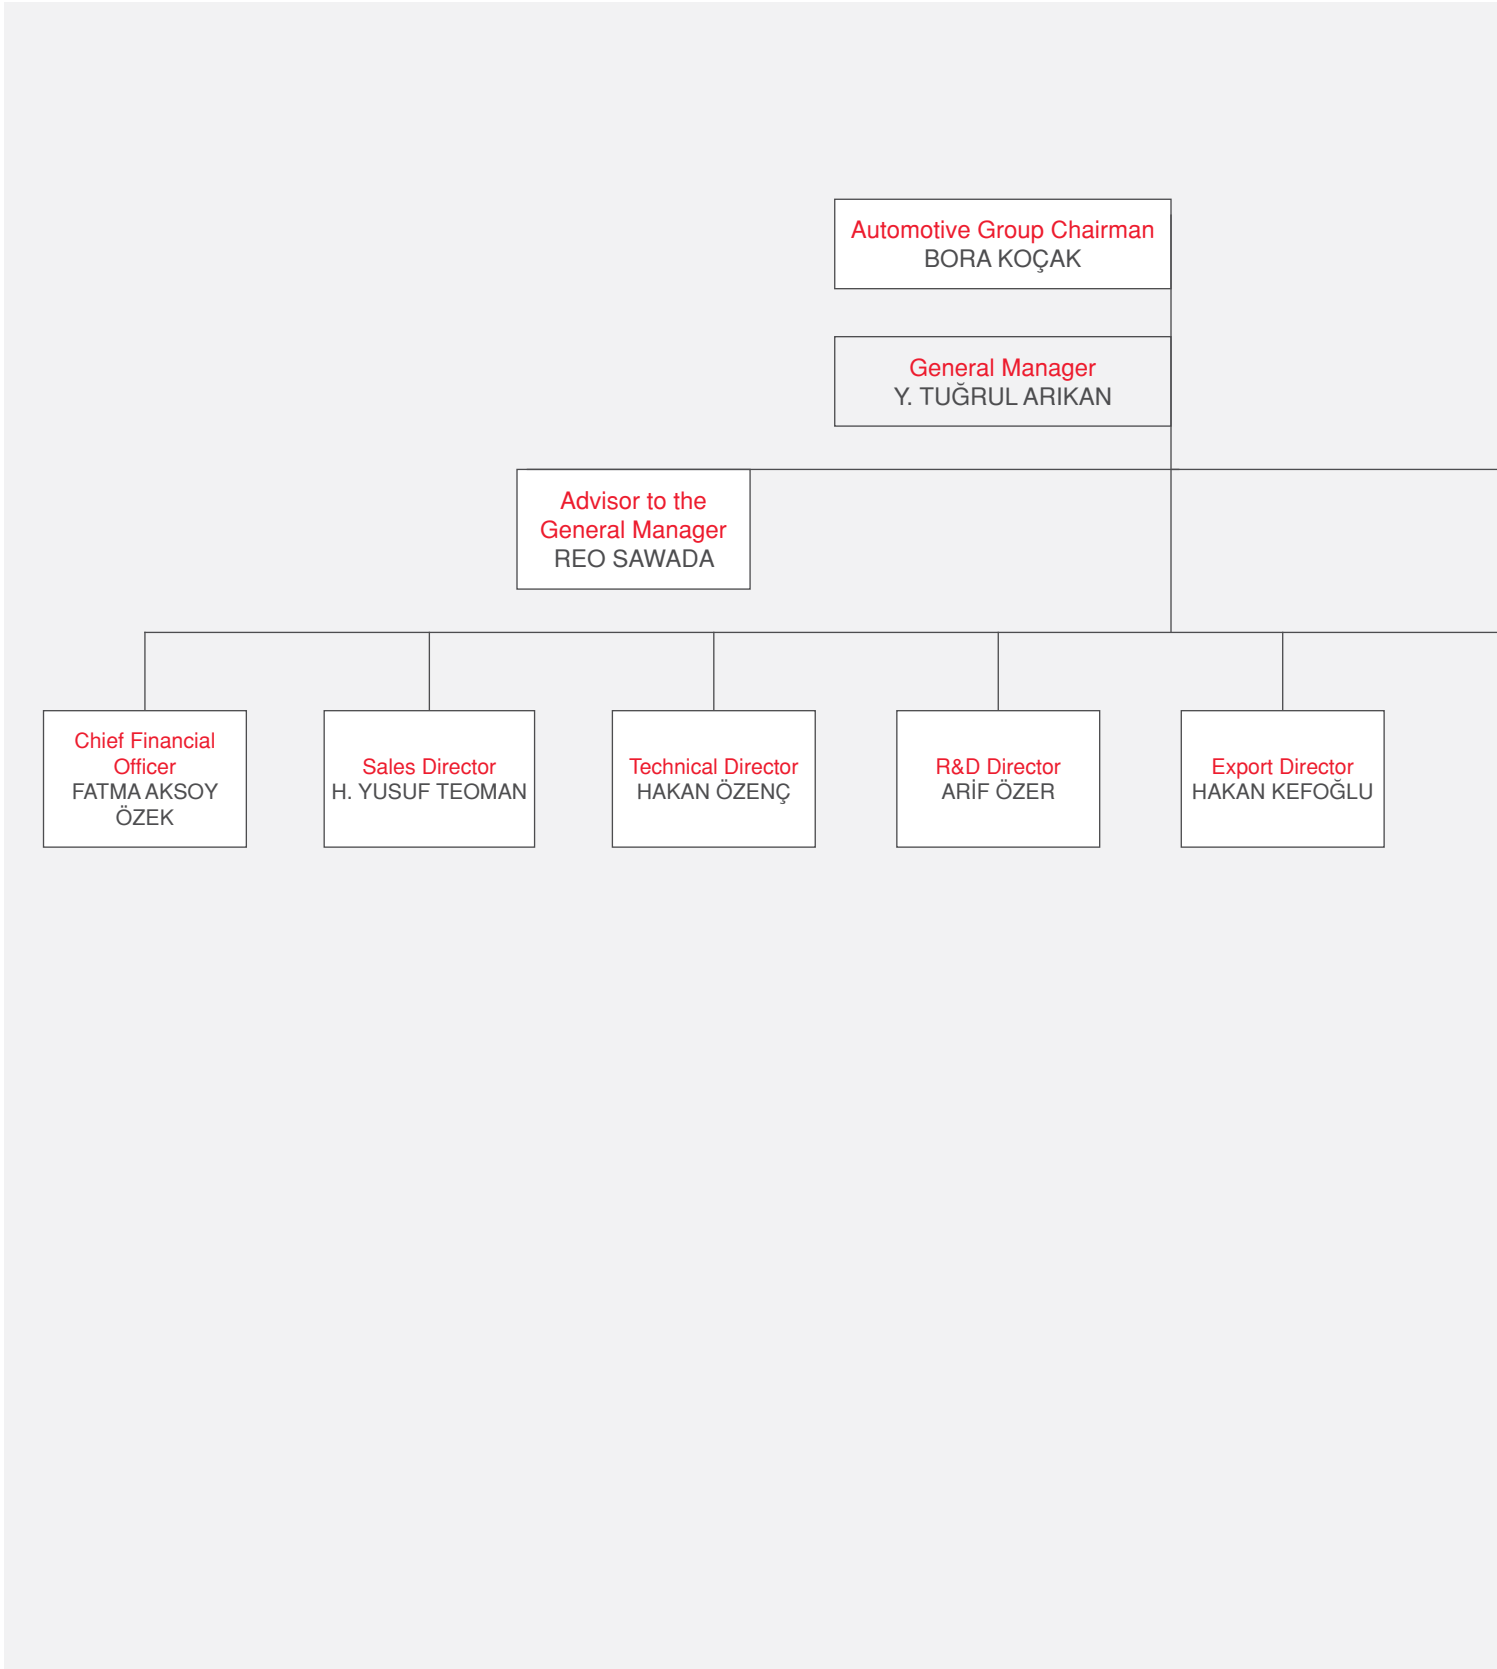 Automotive Group Chairman
BORA KOÇAK
General Manager
Y. TUĞRUL ARIKAN
Advisor to the
General Manager
REO SAWADA
Chief Financial
Officer
FATMA AKSOY
ÖZEK
Sales Director
H. YUSUF TEOMAN
Technical Director
HAKAN ÖZENÇ
R&D Director
ARİF ÖZER
Export Director
HAKAN KEFOĞLU